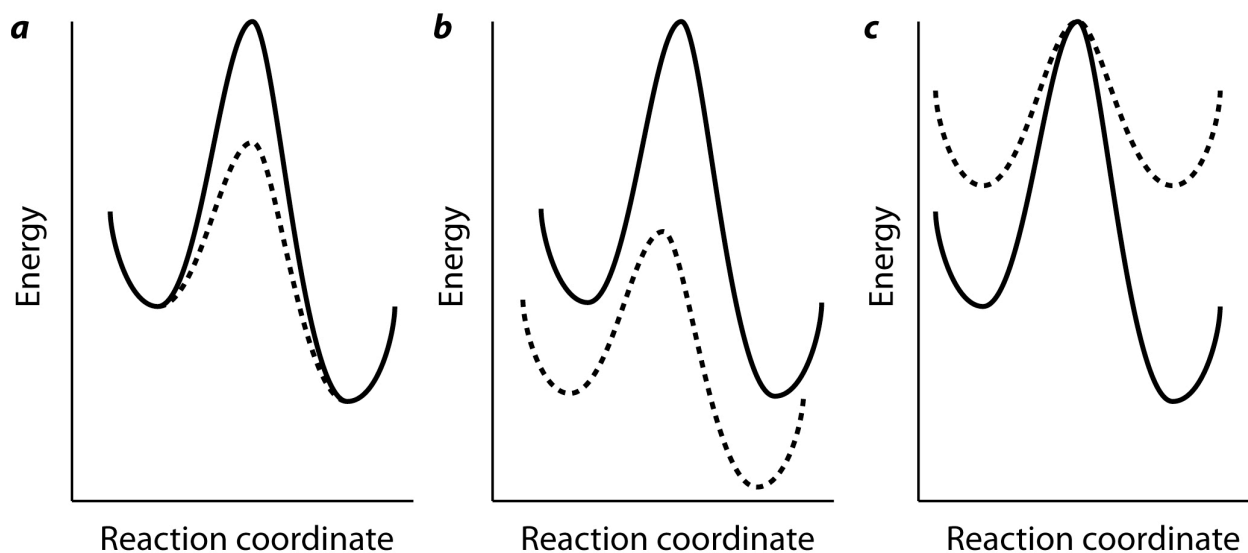 a
Energy
Reaction coordinate
b
Energy
Reaction coordinate
c
Energy
Reaction coordinate